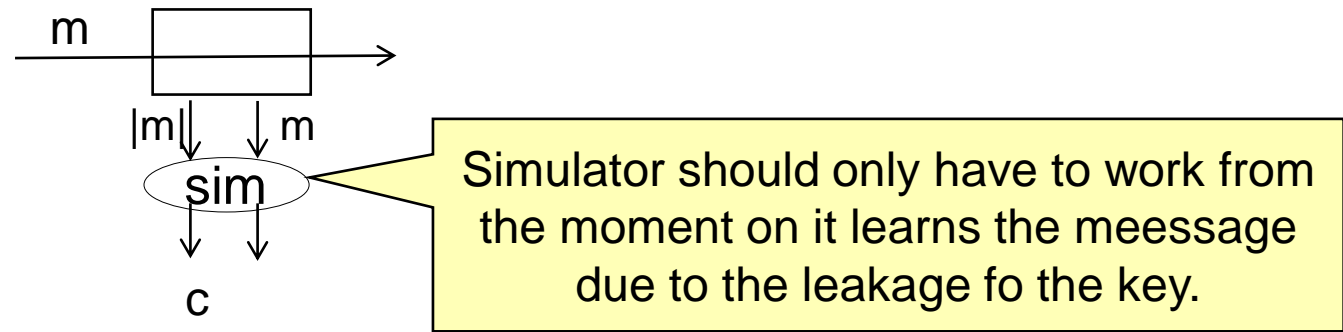 m
|m| m
sim
c
Simulator should only have to work from
the moment on it learns the meessage
due to the leakage fo the key.